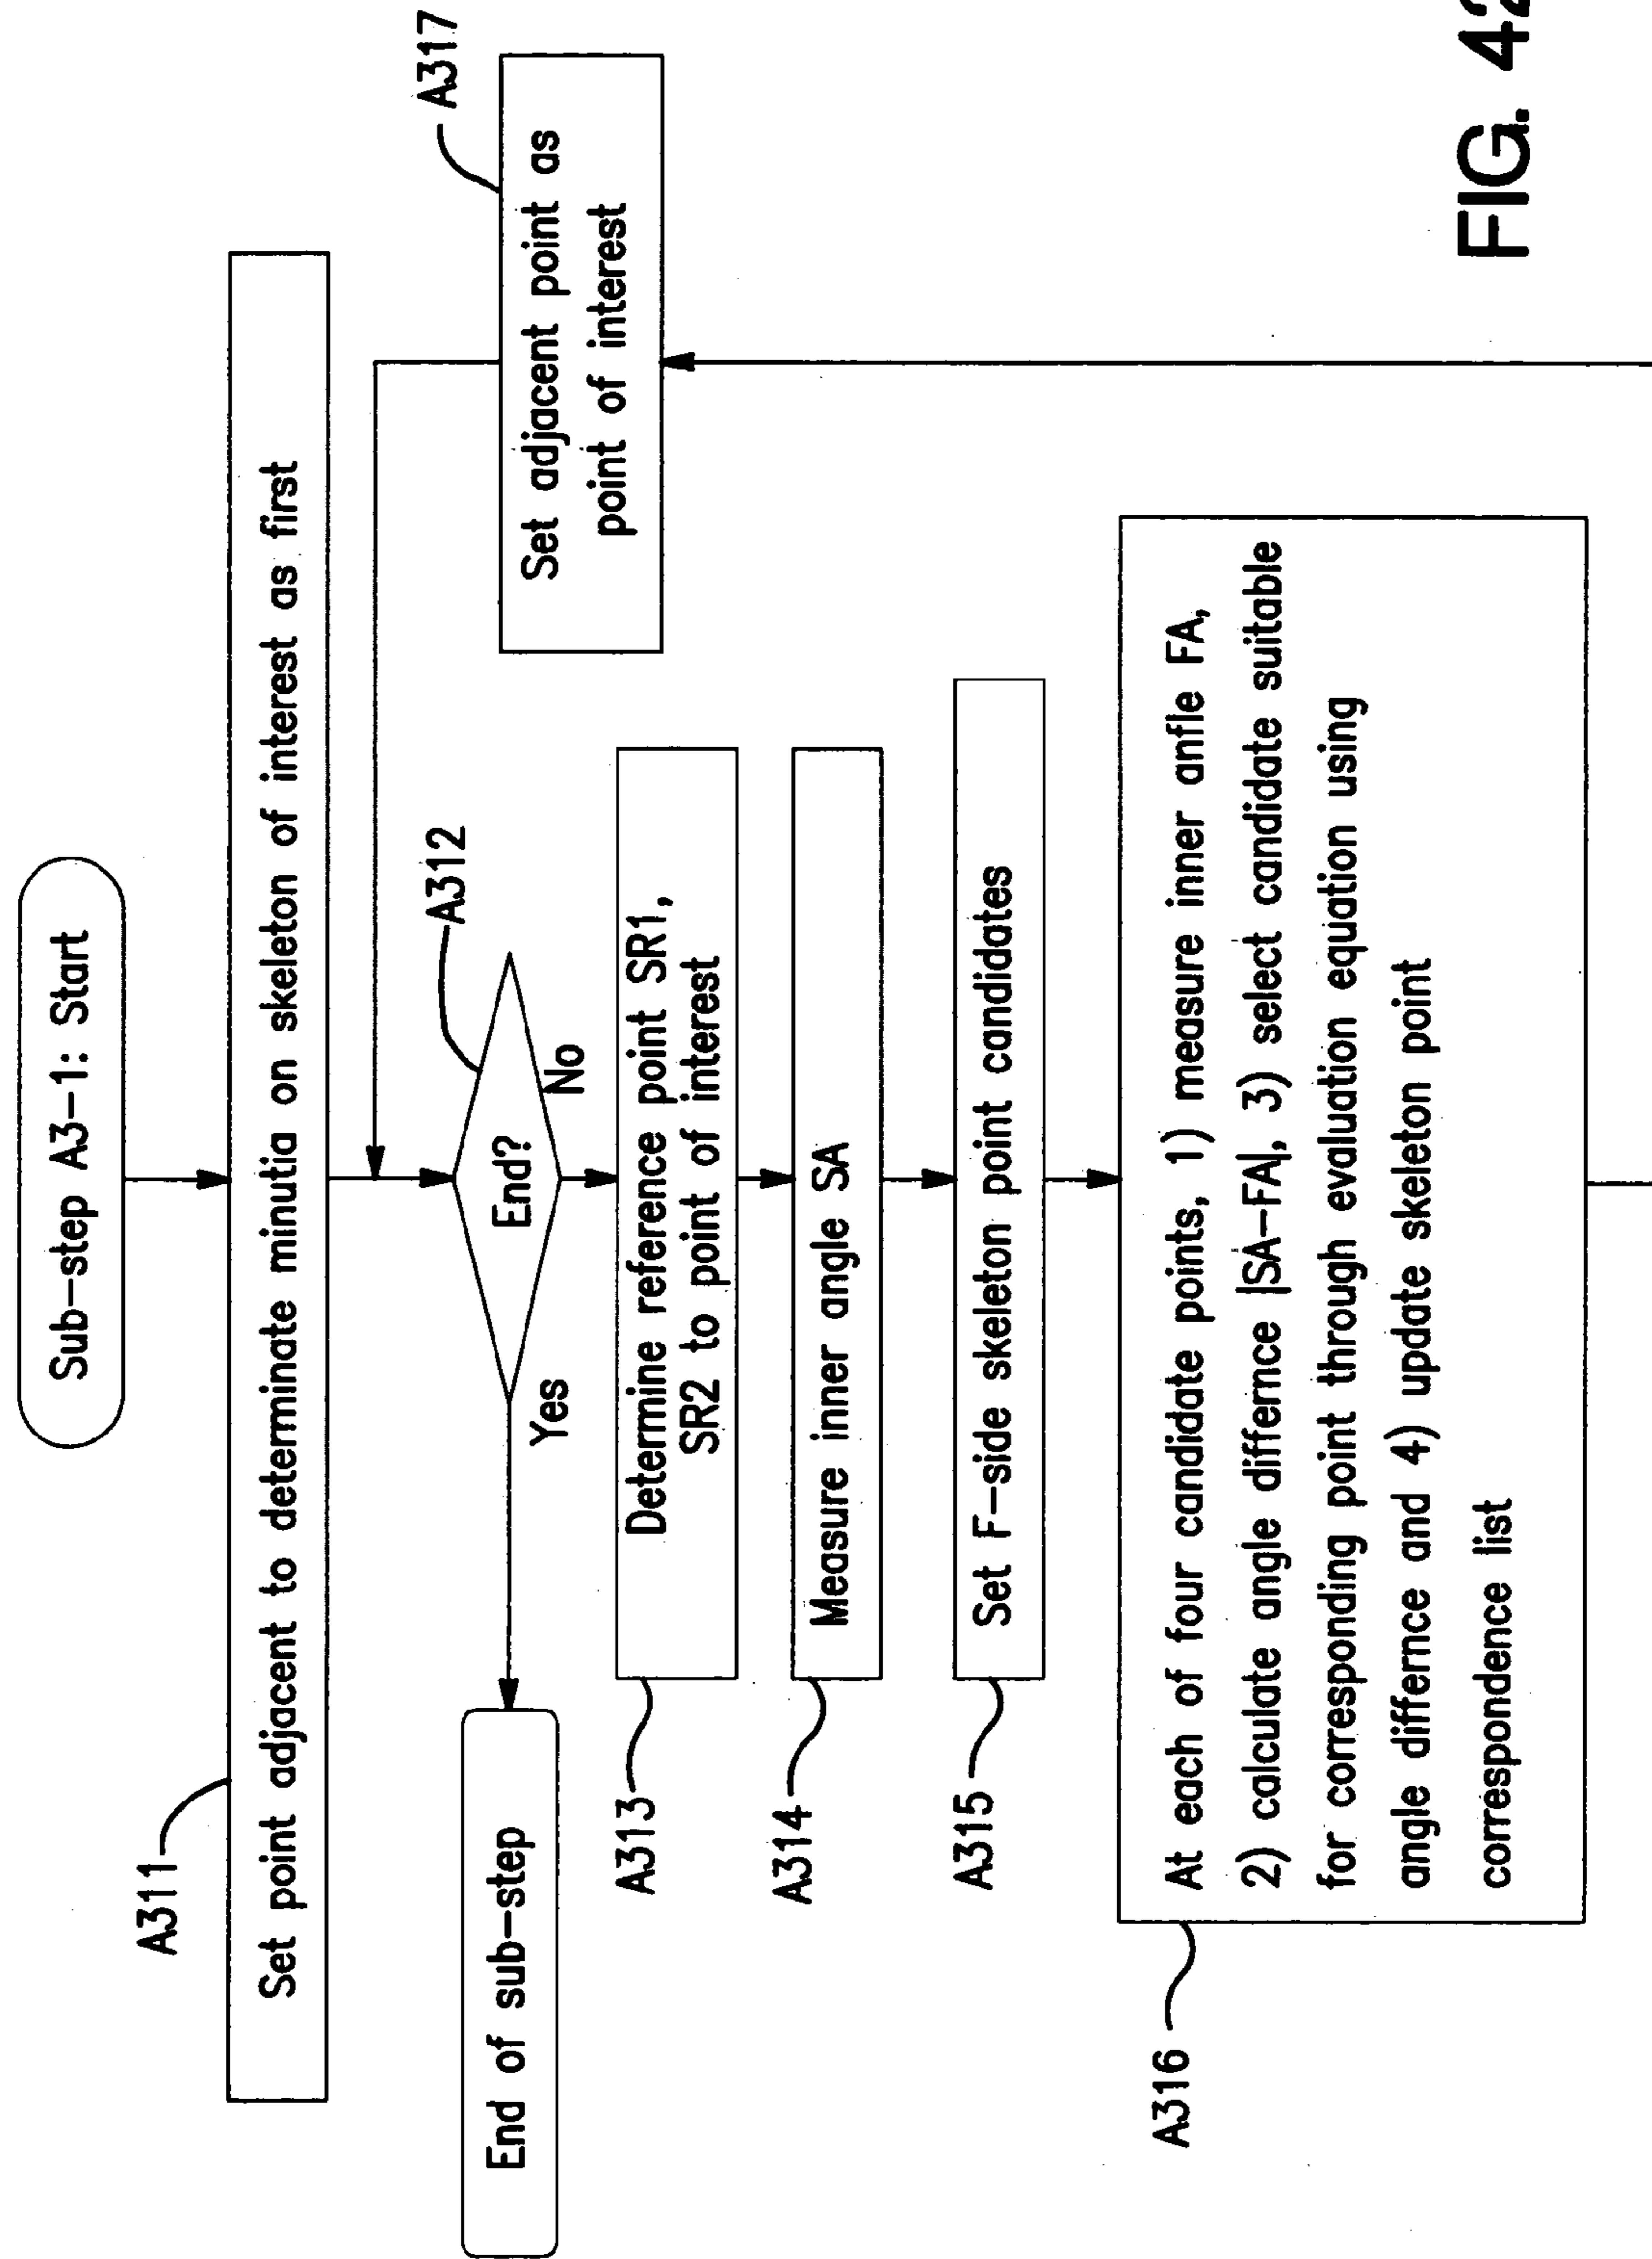 Sub-step A3-1: Start
A311
Set point adjacent to determinate minutia on skeleton of interest as first
A317
Set adjacent point as
point of interest
A312
End?
Yes
No
End of sub-step
A313
Determine reference point SR1,
SR2 to point of interest
A314
Measure inner angle SA
A315
Set F-side skeleton point candidates
A316
At each of four candidate points, 1) measure inner anfle FA,
2) calculate angle differnce |SA-FA|, 3) select candidate suitable
for corresponding point through evaluation equation using
angle differnce and 4) update skeleton point
correspondence list
FIG. 42